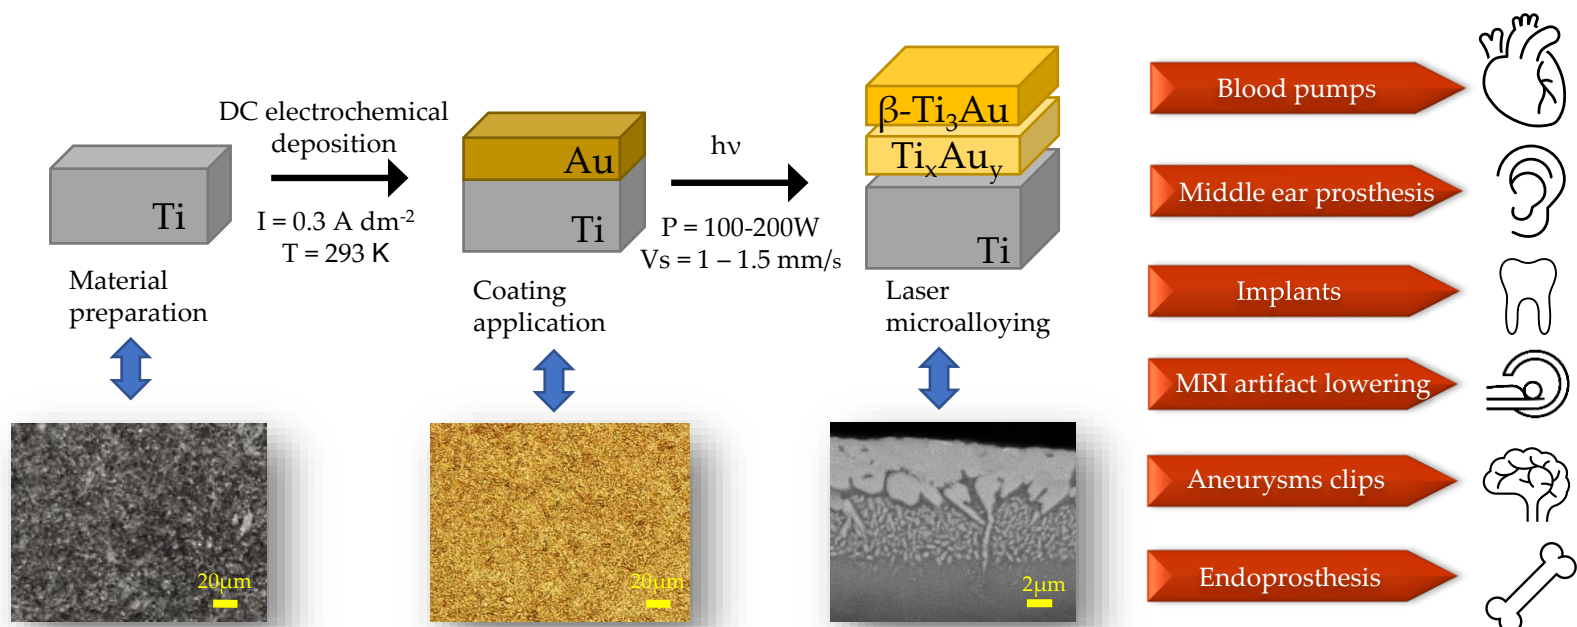 Ti
Material
preparation
20μm
DC electrochemical
deposition
I = 0.3 A dm⁻²
T = 293 K
Au
Ti
Coating
application
20μm
hν
P = 100-200W
Vs = 1 – 1.5 mm/s
β-Ti₃Au
TiₓAuᵧ
Ti
Laser
microalloying
2μm
Blood pumps
Middle ear prosthesis
Implants
MRI artifact lowering
Aneurysms clips
Endoprosthesis